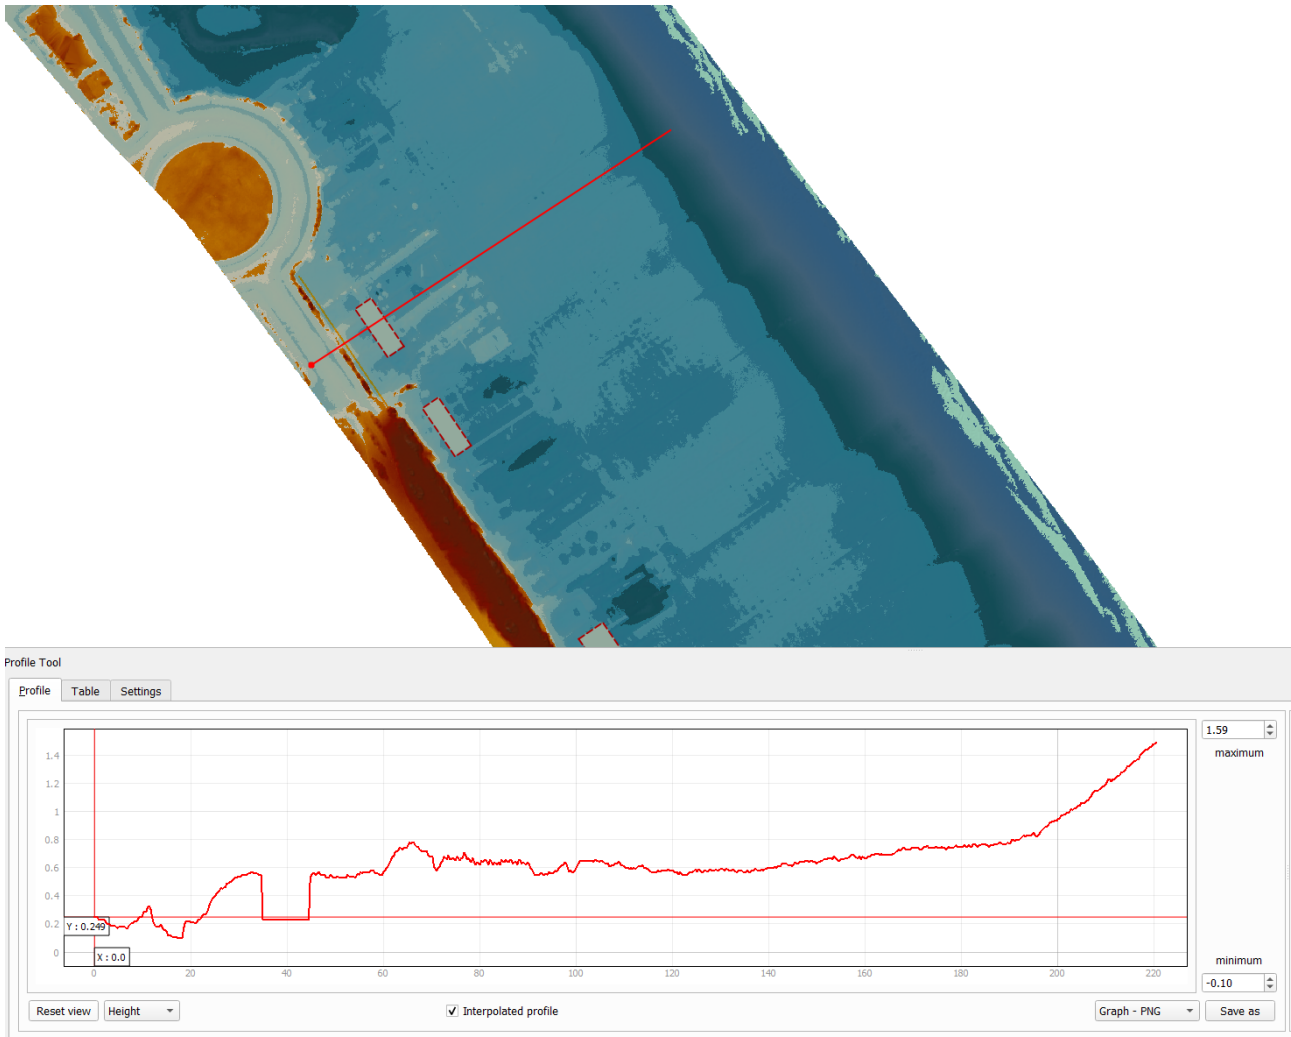 Profile Tool
Profile Table Settings
1.4
1.2
1
0.8
0.6
0.4
0.2
0
Y : 0.249
X : 0.0
0 20 40 60 80 100 120 140 160 180 200 220
1.59
maximum
minimum
-0.10
Reset view Height Interpolated profile Graph - PNG Save as